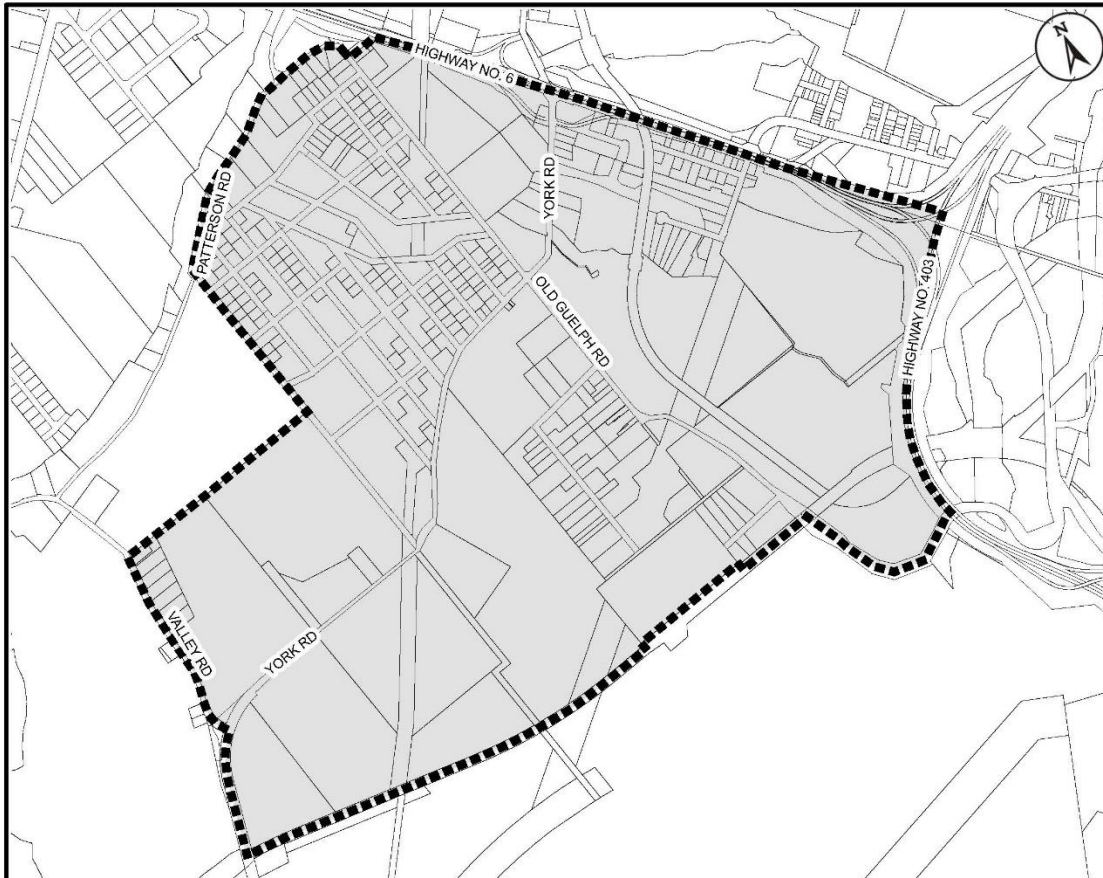 N
HIGHWAY NO. 6
YORK RD
PATTERSON RD
HIGHWAY NO. 403
OLD GUELPH RD
VALLEY RD
YORK RD